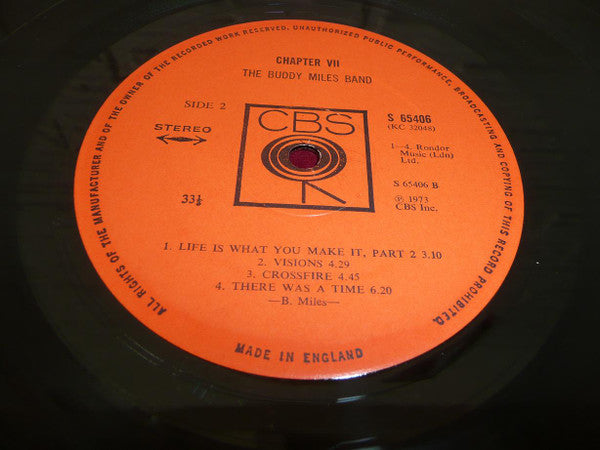 ALL RIGHTS OF THE MANUFACTURER AND OF THE OWNER OF THE RECORDED WORK RESERVED. UNAUTHORIZED PUBLIC PERFORMANCE, BROADCASTING AND COPYING OF THIS RECORD PROHIBITED.
CHAPTER VII
THE BUDDY MILES BAND
SIDE 2
CBS
S 65406
(KC 32048)
STEREO
1—4. Rondor
Music (Ldn)
Ltd.
33⅓
S 65406 B
℗ 1973
CBS Inc.
1. LIFE IS WHAT YOU MAKE IT, PART 2 3.10
2. VISIONS 4.29
3. CROSSFIRE 4.45
4. THERE WAS A TIME 6.20
—B. Miles—
MADE IN ENGLAND